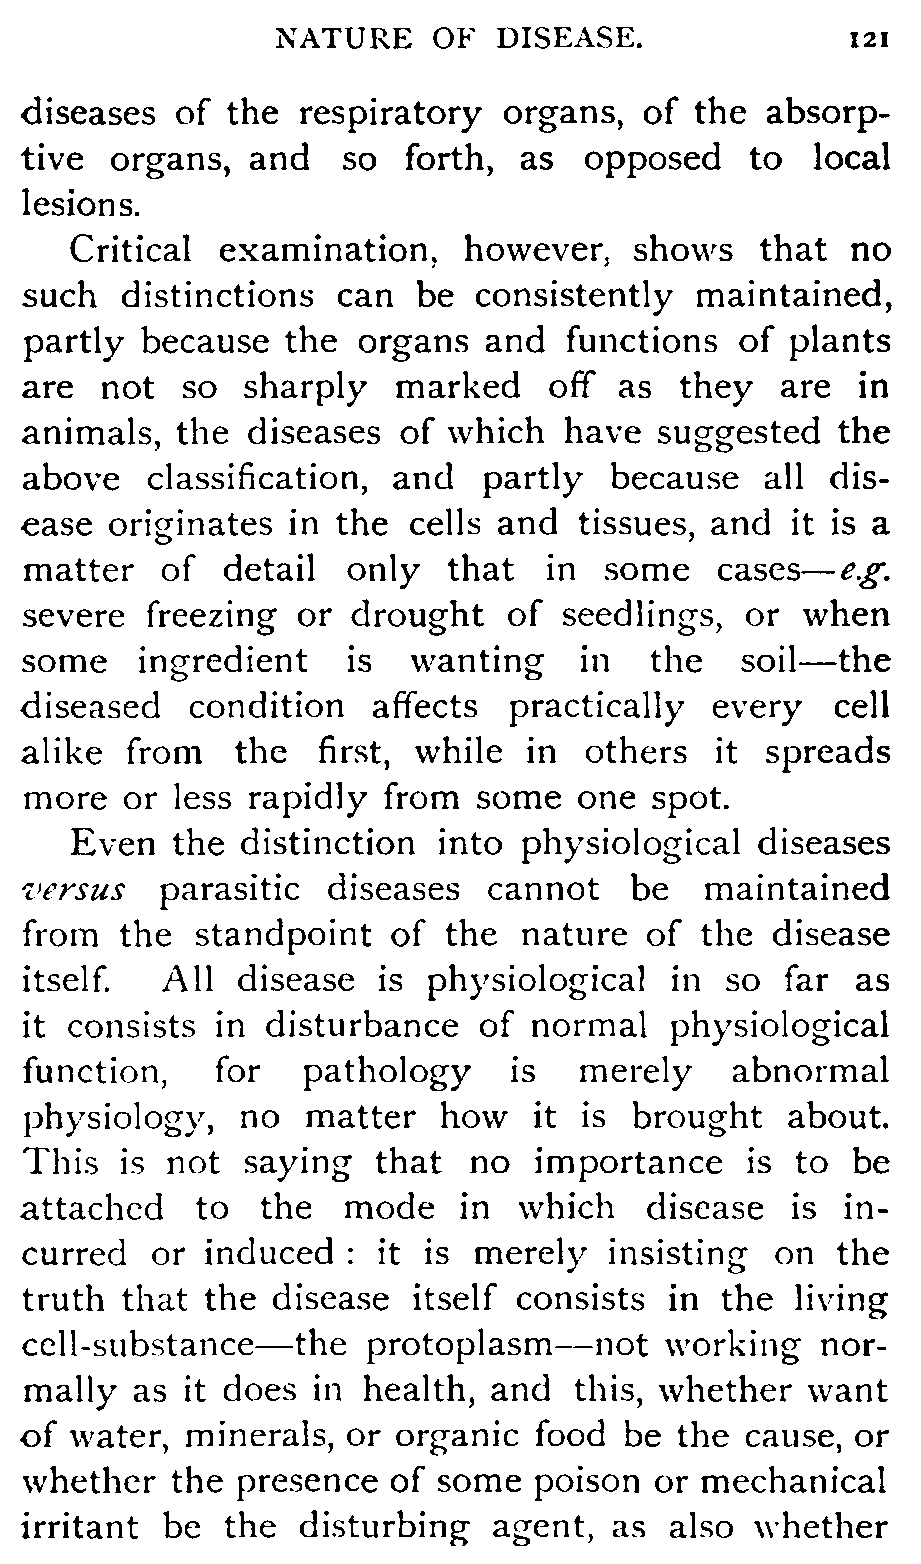 NATURE OF DISEASE. 121
diseases of the respiratory organs, of the absorp-
tive organs, and so forth, as opposed to local
lesions.
Critical examination, however, shows that no
such distinctions can be consistently maintained,
partly because the organs and functions of plants
are not so sharply marked off as they are in
animals, the diseases of which have suggested the
above classification, and partly because all dis-
ease originates in the cells and tissues, and it is a
matter of detail only that in some cases—e.g.
severe freezing or drought of seedlings, or when
some ingredient is wanting in the soil—the
diseased condition affects practically every cell
alike from the first, while in others it spreads
more or less rapidly from some one spot.
Even the distinction into physiological diseases
versus parasitic diseases cannot be maintained
from the standpoint of the nature of the disease
itself. All disease is physiological in so far as
it consists in disturbance of normal physiological
function, for pathology is merely abnormal
physiology, no matter how it is brought about.
This is not saying that no importance is to be
attached to the mode in which disease is in-
curred or induced : it is merely insisting on the
truth that the disease itself consists in the living
cell-substance—the protoplasm—not working nor-
mally as it does in health, and this, whether want
of water, minerals, or organic food be the cause, or
whether the presence of some poison or mechanical
irritant be the disturbing agent, as also whether